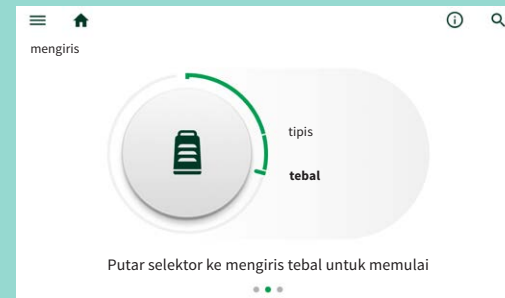 mengiris
tipis
tebal
Putar selektor ke mengiris tebal untuk memulai